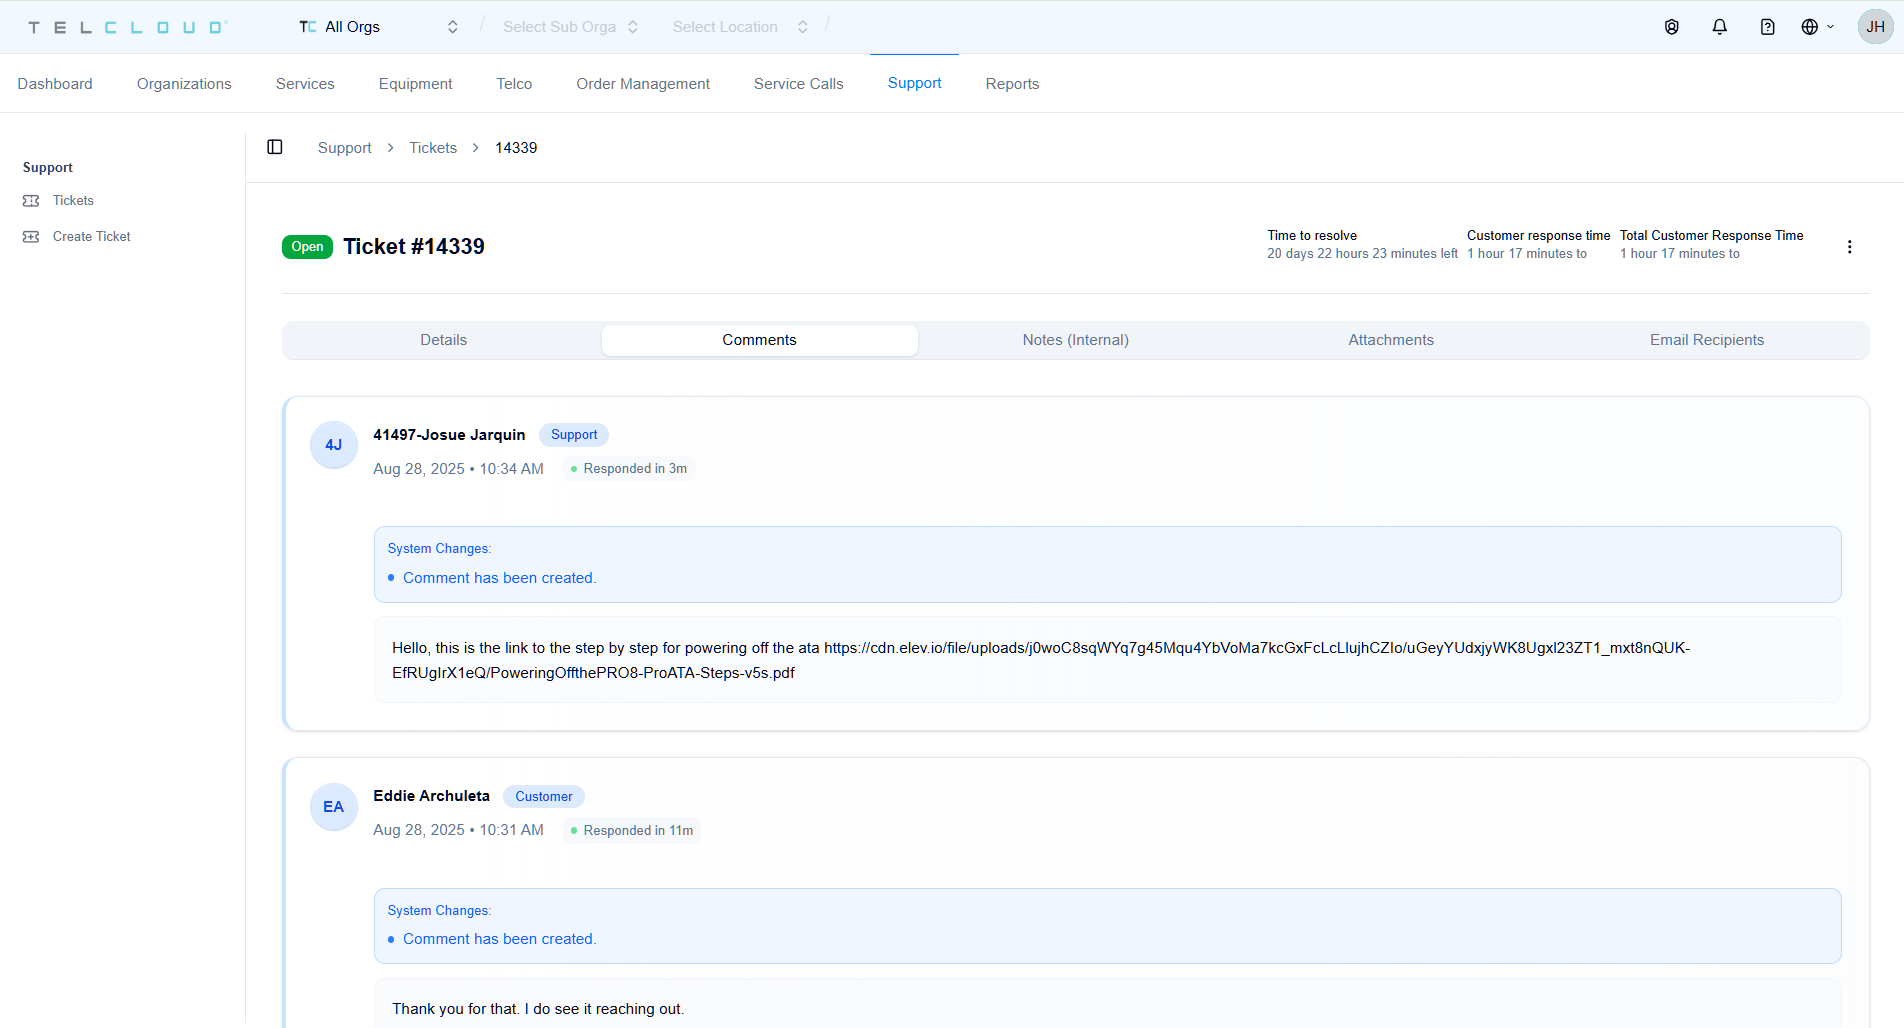 TELCLOUD
TC All Orgs
Select Sub Orga
Select Location
JH
Dashboard
Organizations
Services
Equipment
Telco
Order Management
Service Calls
Support
Reports
Support
Tickets
Create Ticket
Support > Tickets > 14339
Open
Ticket #14339
Time to resolve
20 days 22 hours 23 minutes left
Customer response time
1 hour 17 minutes to
Total Customer Response Time
1 hour 17 minutes to
Details
Comments
Notes (Internal)
Attachments
Email Recipients
4J
41497-Josue Jarquin
Support
Aug 28, 2025 • 10:34 AM
Responded in 3m
System Changes:
Comment has been created.
Hello, this is the link to the step by step for powering off the ata https://cdn.elev.io/file/uploads/j0woC8sqWYq7g45Mqu4YbVoMa7kcGxFcLcLlujhCZIo/uGeyYUdxjyWK8Ugxl23ZT1_mxt8nQUK-
EfRUgIrX1eQ/PoweringOffthePRO8-ProATA-Steps-v5s.pdf
EA
Eddie Archuleta
Customer
Aug 28, 2025 • 10:31 AM
Responded in 11m
System Changes:
Comment has been created.
Thank you for that. I do see it reaching out.